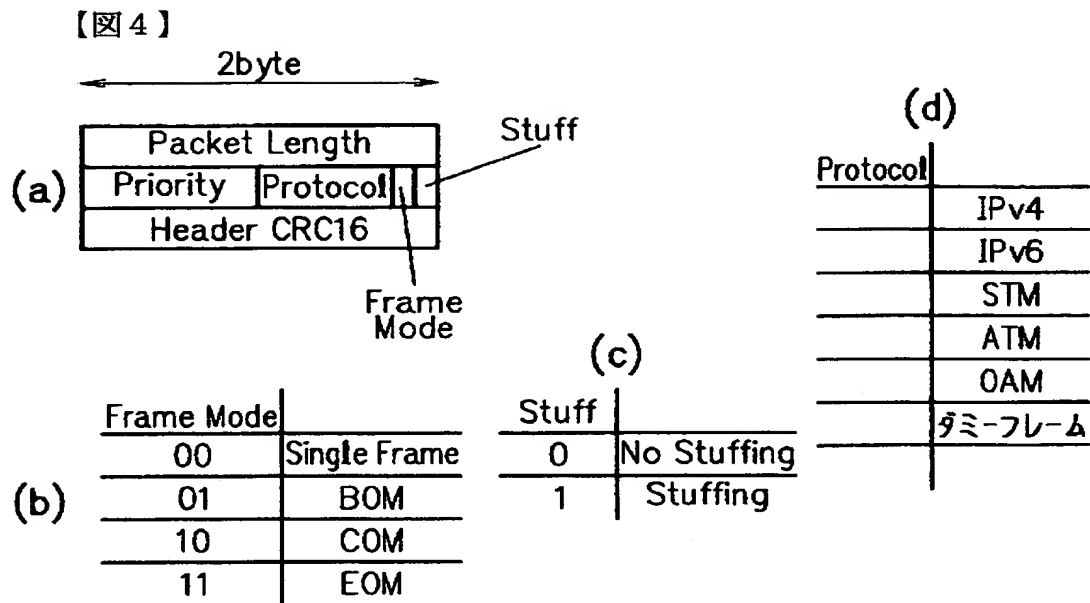 【図4】
2byte
(a)
Packet Length
Priority Protocol
Header CRC16
Stuff
Frame
Mode
(b)
Frame Mode
00 Single Frame
01 BOM
10 COM
11 EOM
(c)
Stuff
0 No Stuffing
1 Stuffing
(d)
Protocol
IPv4
IPv6
STM
ATM
OAM
ダミーフレーム